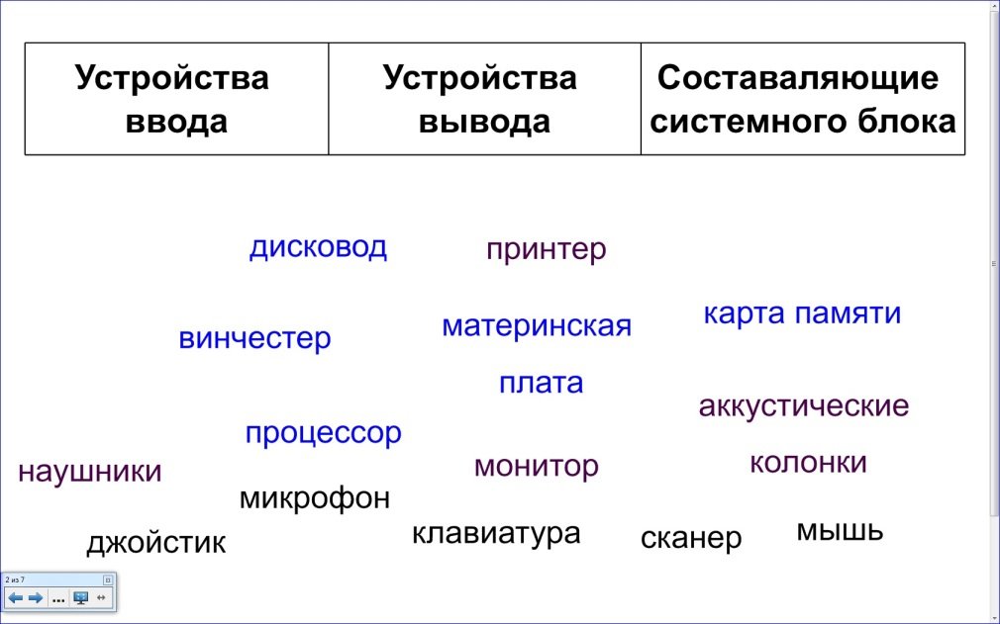 Устройства
ввода
Устройства
вывода
Составаляющие
системного блока
дисковод
принтер
винчестер
материнская
плата
карта памяти
процессор
аккустические
колонки
наушники
монитор
микрофон
джойстик
клавиатура
сканер
мышь
2 из 7